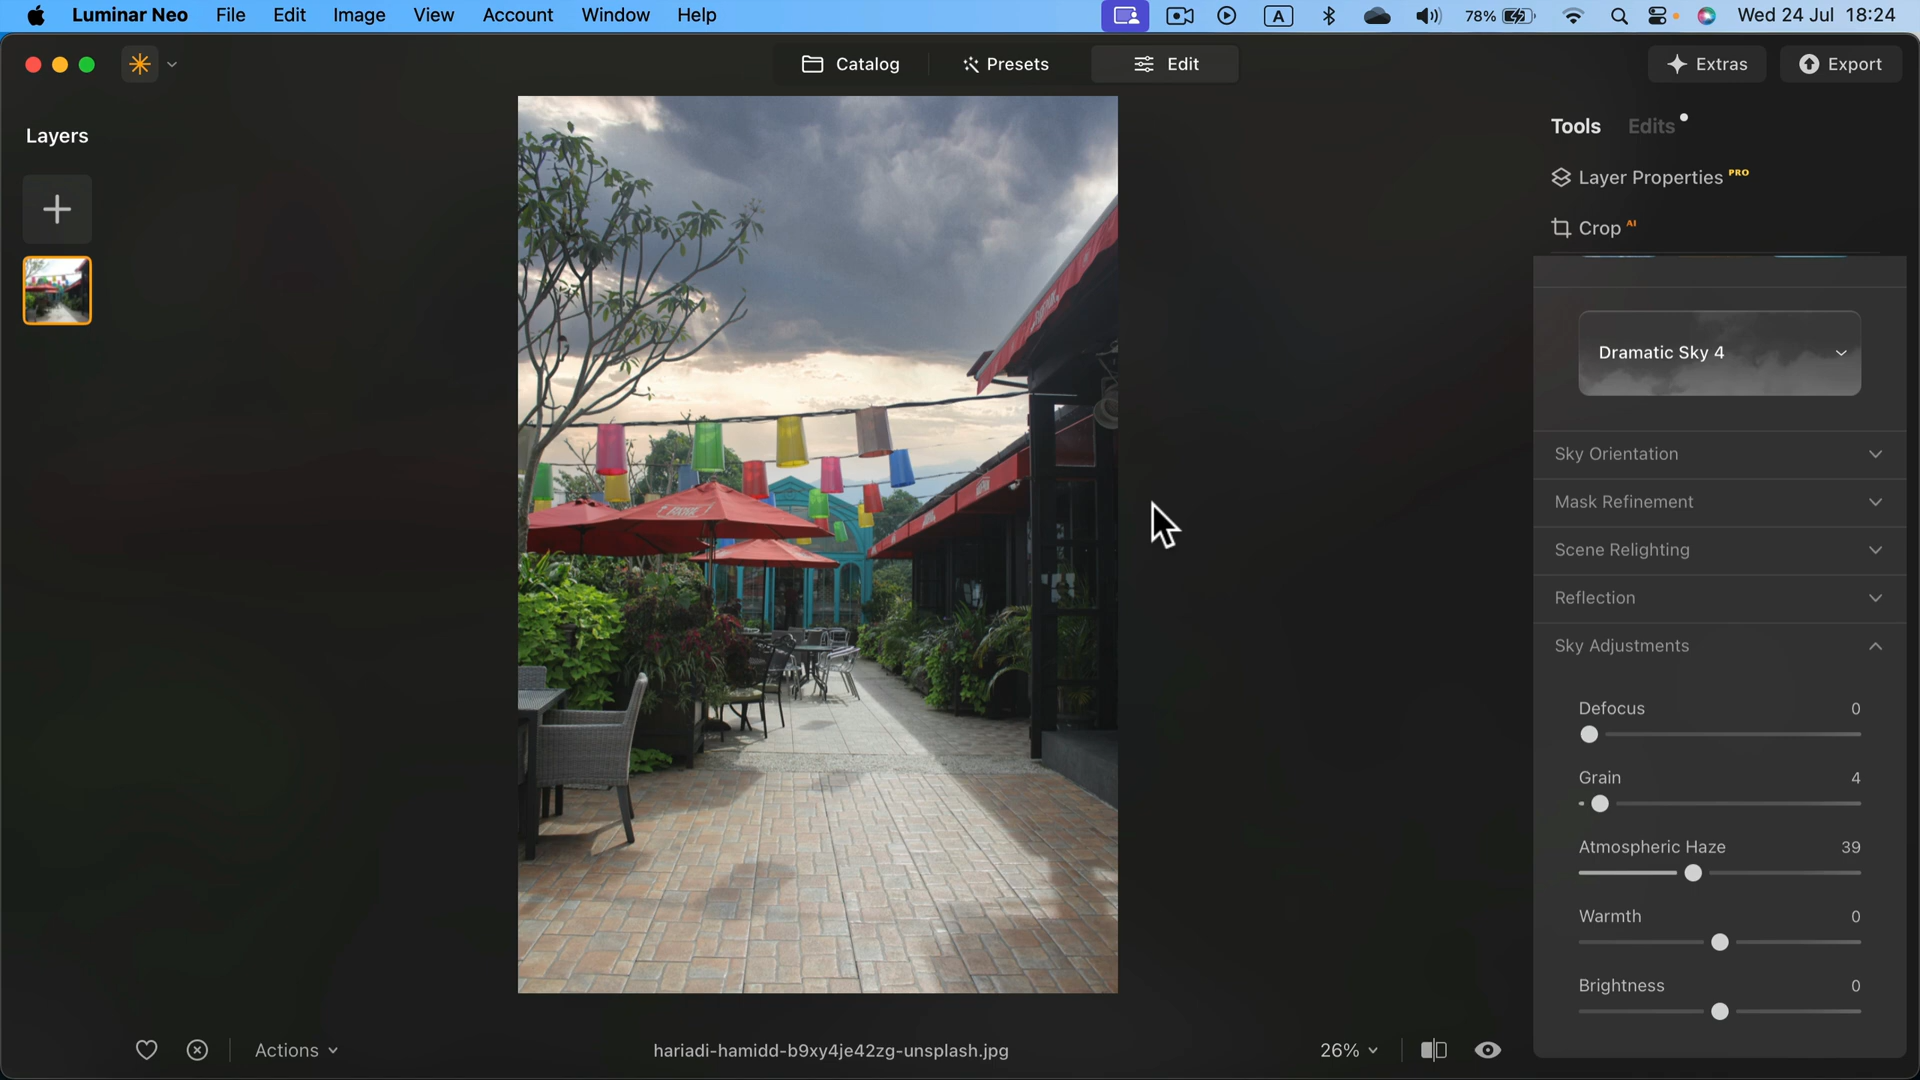 Luminar Neo File Edit Image View Account Window Help A 78% Wed 24 Jul 18:24
Catalog Presets Edit Extras Export
Layers
Tools Edits
Layer Properties PRO
Crop AI
Dramatic Sky 4
Sky Orientation
Mask Refinement
Scene Relighting
Reflection
Sky Adjustments
Defocus 0
Grain 4
Atmospheric Haze 39
Warmth 0
Brightness 0
Actions hariadi-hamidd-b9xy4je42zg-unsplash.jpg 26%